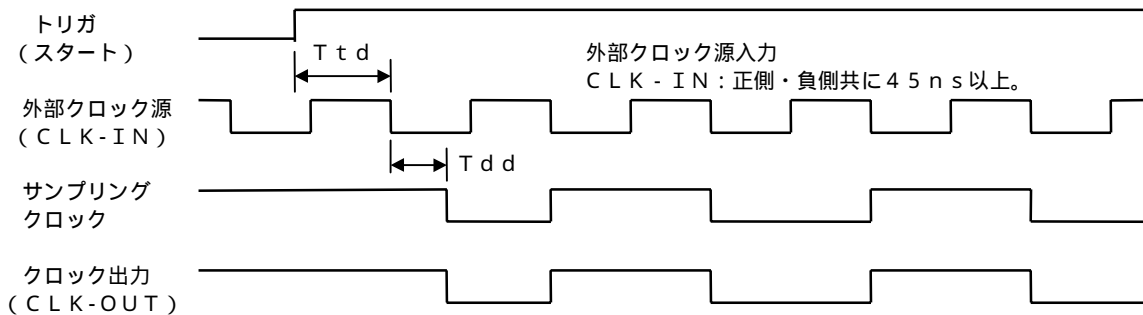 トリガ
(スタート)
Ttd
外部クロック源入力
CLK-IN:正側・負側共に45ns以上。
外部クロック源
(CLK-IN)
Tdd
サンプリング
クロック
クロック出力
(CLK-OUT)